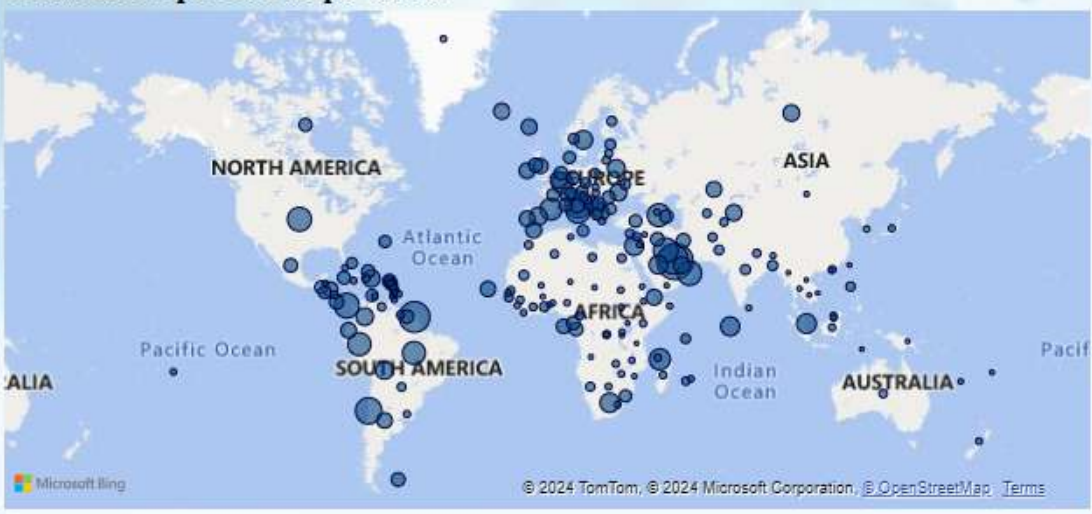 NORTH AMERICA
EUROPE
ASIA
Atlantic
Ocean
AFRICA
Pacific Ocean
SOUTH AMERICA
Indian
Ocean
Pacif
ALIA
AUSTRALIA
Microsoft Bing
© 2024 TomTom, © 2024 Microsoft Corporation, © OpenStreetMap Terms